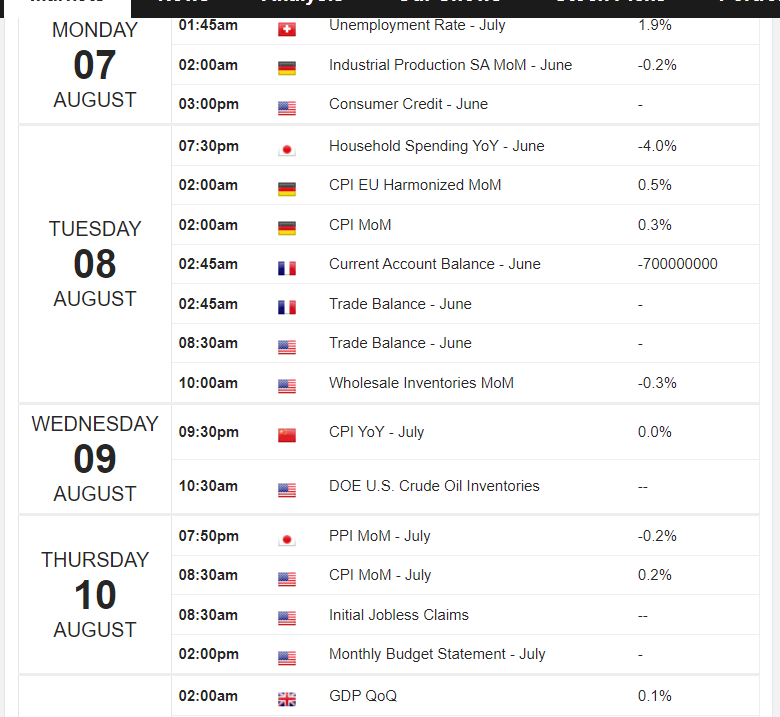 MONDAY
07
AUGUST
01:45am Unemployment Rate - July 1.9%
02:00am Industrial Production SA MoM - June -0.2%
03:00pm Consumer Credit - June -
TUESDAY
08
AUGUST
07:30pm Household Spending YoY - June -4.0%
02:00am CPI EU Harmonized MoM 0.5%
02:00am CPI MoM 0.3%
02:45am Current Account Balance - June -700000000
02:45am Trade Balance - June -
08:30am Trade Balance - June -
10:00am Wholesale Inventories MoM -0.3%
WEDNESDAY
09
AUGUST
09:30pm CPI YoY - July 0.0%
10:30am DOE U.S. Crude Oil Inventories --
THURSDAY
10
AUGUST
07:50pm PPI MoM - July -0.2%
08:30am CPI MoM - July 0.2%
08:30am Initial Jobless Claims --
02:00pm Monthly Budget Statement - July -
02:00am GDP QoQ 0.1%